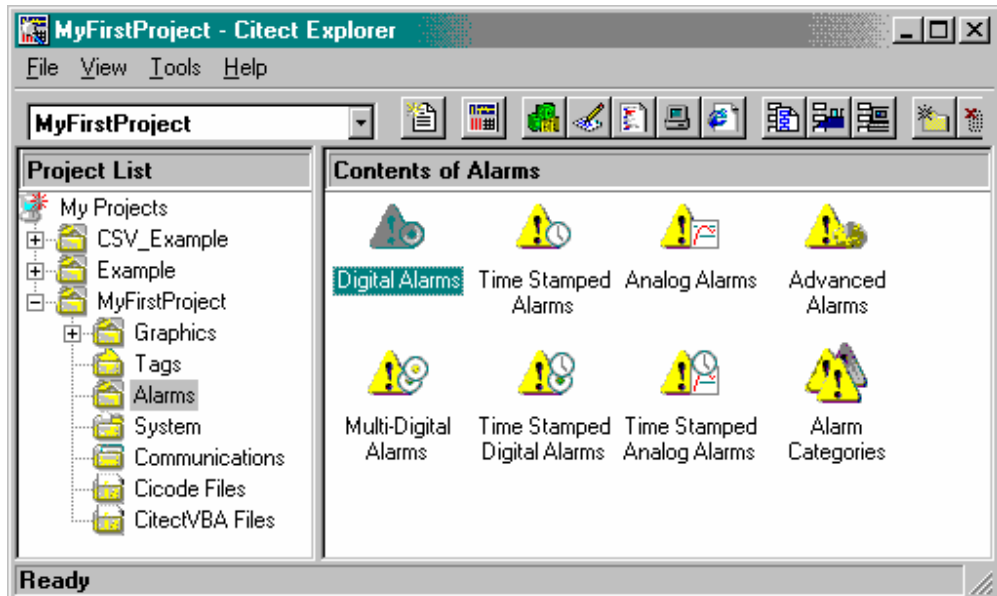 MyFirstProject - Citect Explorer
File View Tools Help
MyFirstProject
Project List
My Projects
CSV_Example
Example
MyFirstProject
Graphics
Tags
Alarms
System
Communications
Cicode Files
CitectVBA Files
Contents of Alarms
Digital Alarms
Time Stamped
Alarms
Analog Alarms
Advanced
Alarms
Multi-Digital
Alarms
Time Stamped
Digital Alarms
Time Stamped
Analog Alarms
Alarm
Categories
Ready